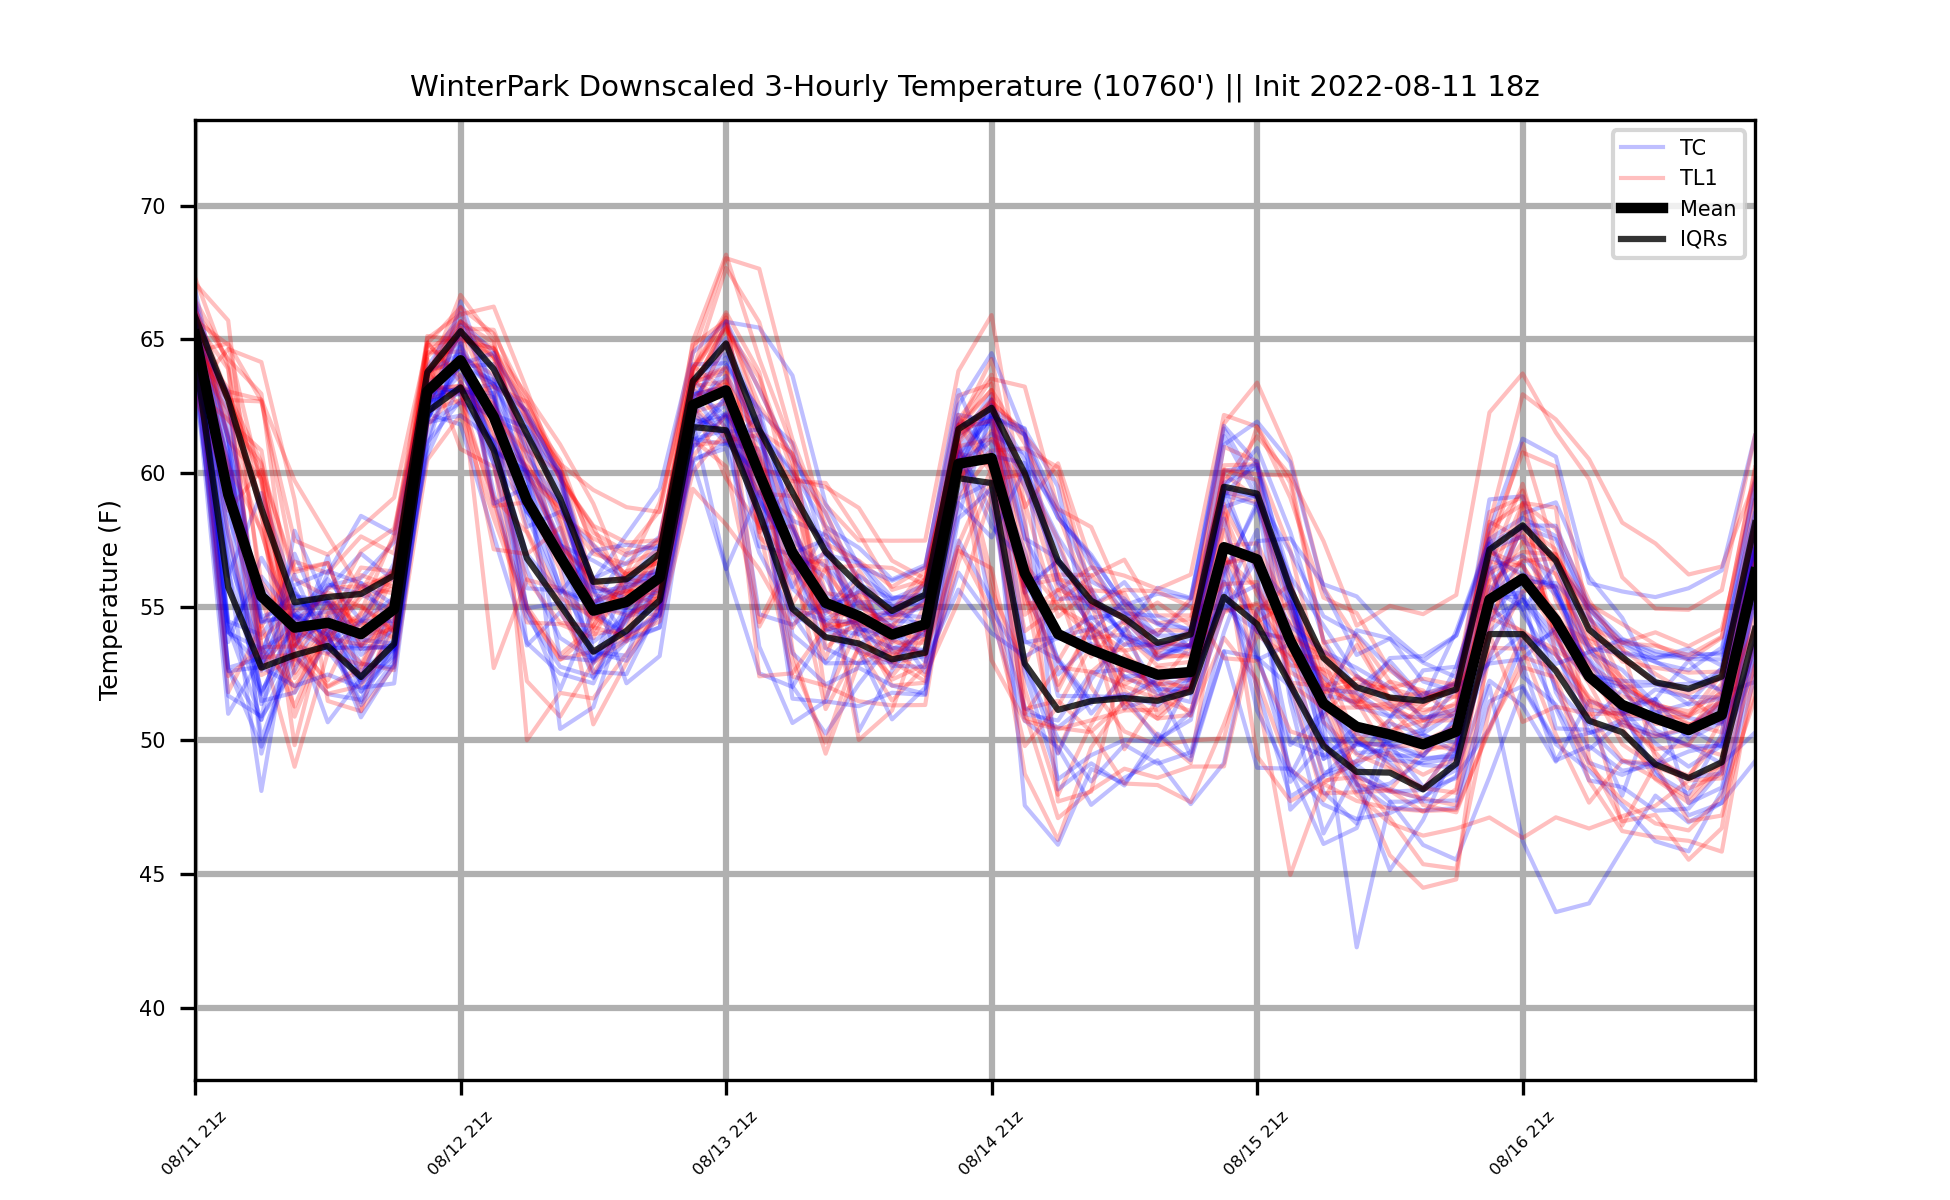 WinterPark Downscaled 3-Hourly Temperature (10760') || Init 2022-08-11 18z
TC
TL1
Mean
IQRs
Temperature (F)
70
65
60
55
50
45
40
08/11 21z
08/12 21z
08/13 21z
08/14 21z
08/15 21z
08/16 21z